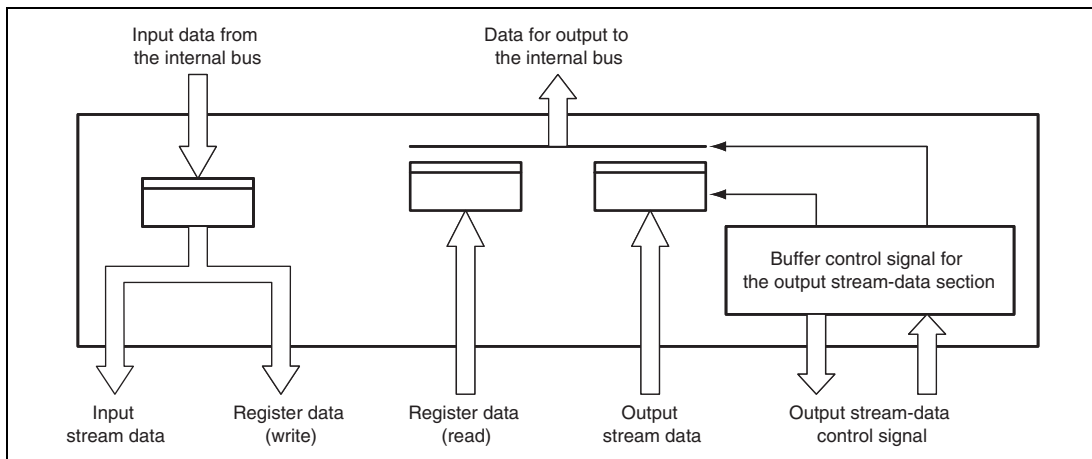 Input data from
the internal bus
Data for output to
the internal bus
Buffer control signal for
the output stream-data section
Input
stream data
Register data
(write)
Register data
(read)
Output
stream data
Output stream-data
control signal